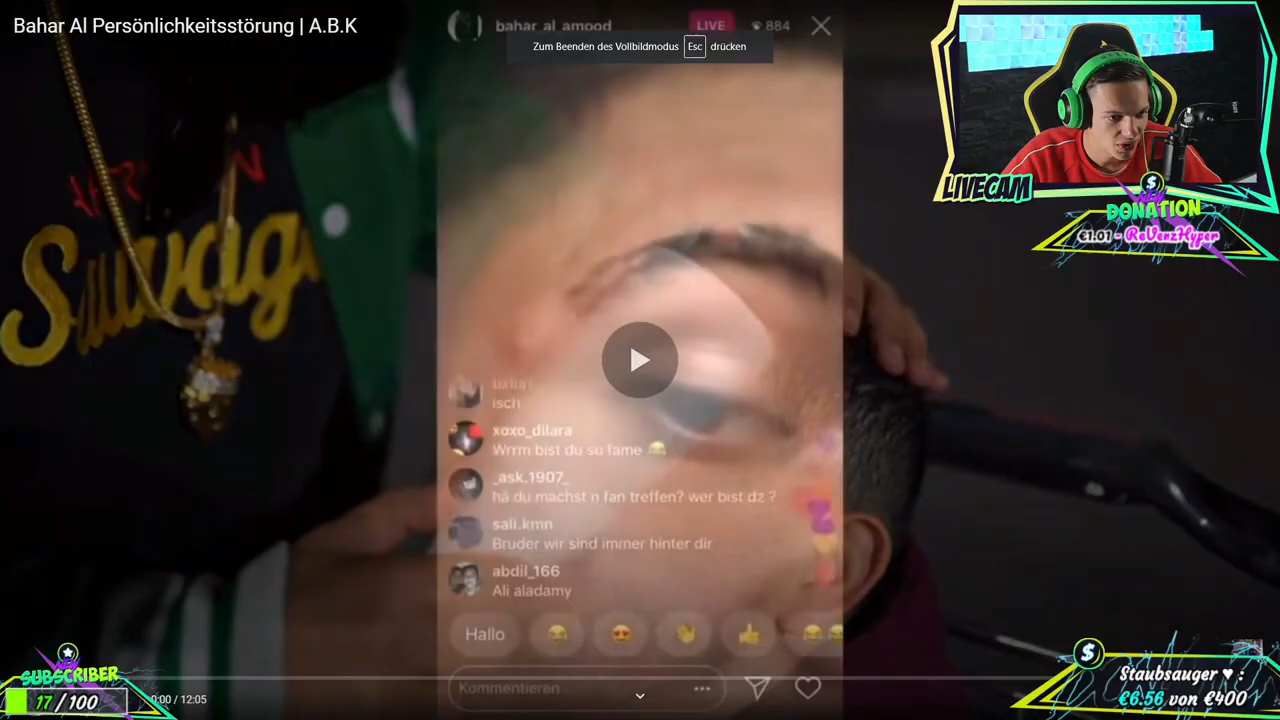 Bahar Al Persönlichkeitsstörung | A.B.K
bahar_al_amood
LIVE
884
Zum Beenden des Vollbildmodus Esc drücken
LIVECAM
DONATION
€1.01 - ReVerzHyper
Savage
isch
xoxo_dilara
Wrrm bist du so fame 😂
_ask.1907_
hä du machst n fan treffen? wer bist dz ?
sali.kmn
Bruder wir sind immer hinter dir
abdil_166
Ali aladamy
Hallo
Kommentieren
SUBSCRIBER
17 / 100
0:00 / 12:05
Staubsauger ♥ :
€6.56 von €400